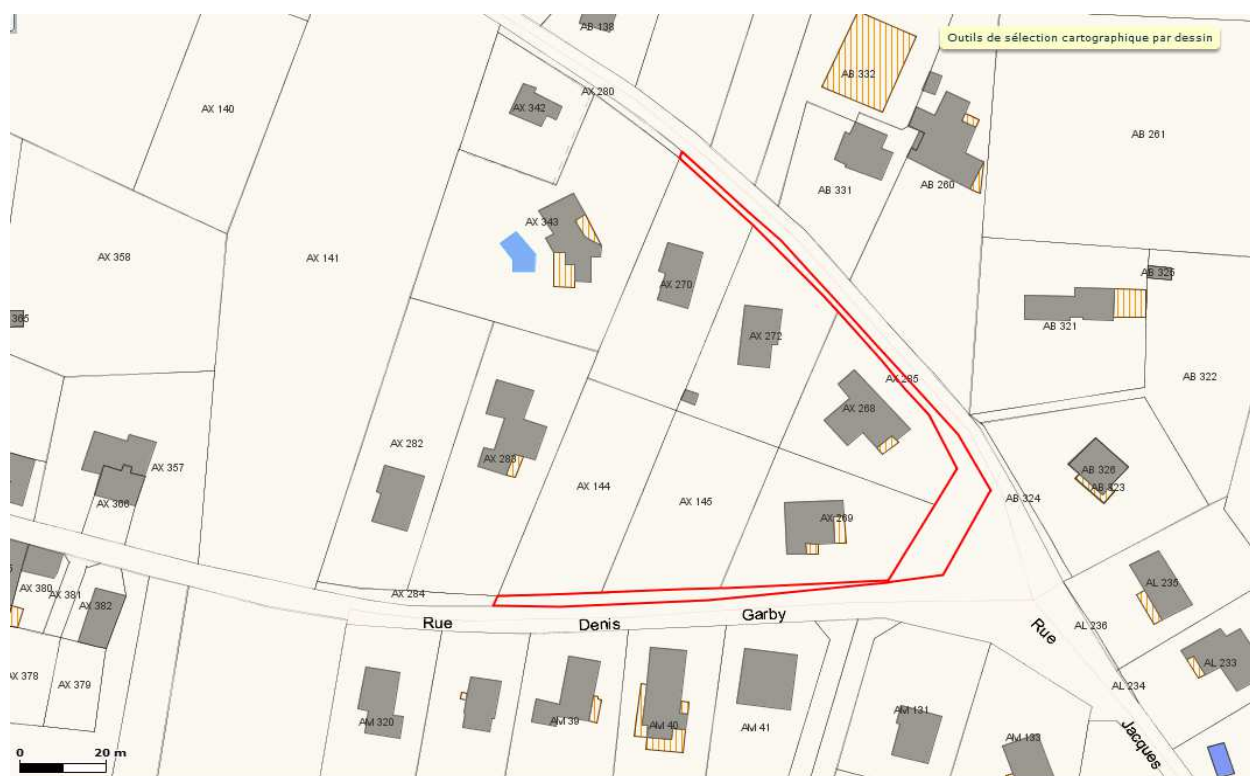 AB 138
Outils de sélection cartographique par dessin
AB 332
AX 280
AX 342
AX 140
AB 261
AB 331
AB 260
AX 343
AX 358
AX 141
AB 325
AX 270
AB 321
AX 272
AB 322
AX 285
AX 268
AX 282
AX 283
AX 357
AB 326
AB 323
AX 144
AX 145
AB 324
AX 366
AX 269
AL 235
AX 380
AX 381
AX 284
AX 382
Rue Denis Garby
Rue Jacques
AL 236
AL 233
AX 378
AX 379
AL 234
AM 320
AM 39
AM 40
AM 41
AM 131
AM 133
0 20 m